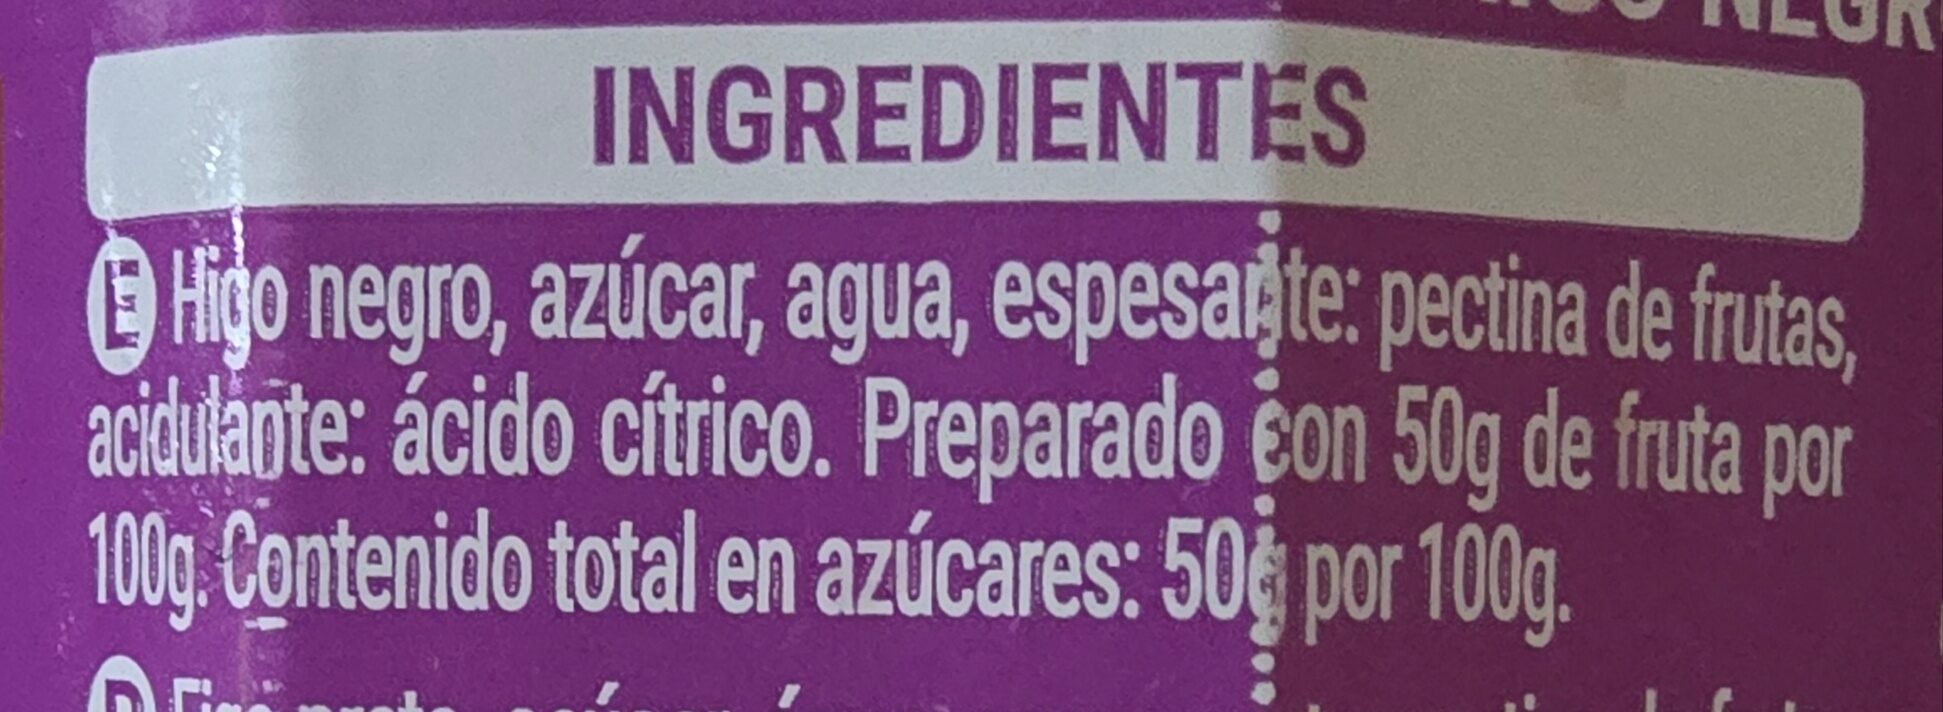 NEGR
INGREDIENTES
E Higo negro, azúcar, agua, espesante: pectina de frutas,
acidulante: ácido cítrico. Preparado con 50g de fruta por
100g. Contenido total en azúcares: 50g por 100g.